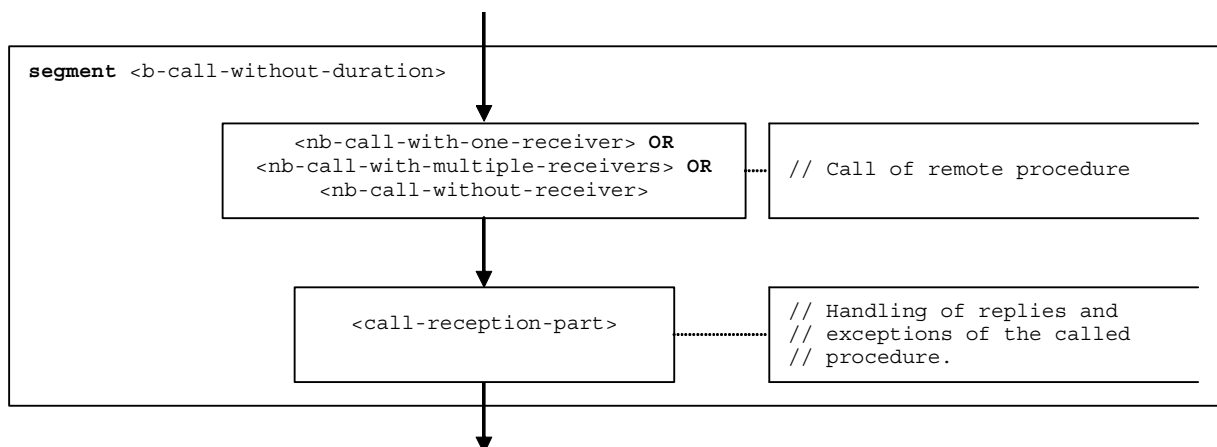 segment <b-call-without-duration>
<nb-call-with-one-receiver> OR
<nb-call-with-multiple-receivers> OR
<nb-call-without-receiver>
// Call of remote procedure
<call-reception-part>
// Handling of replies and
// exceptions of the called
// procedure.